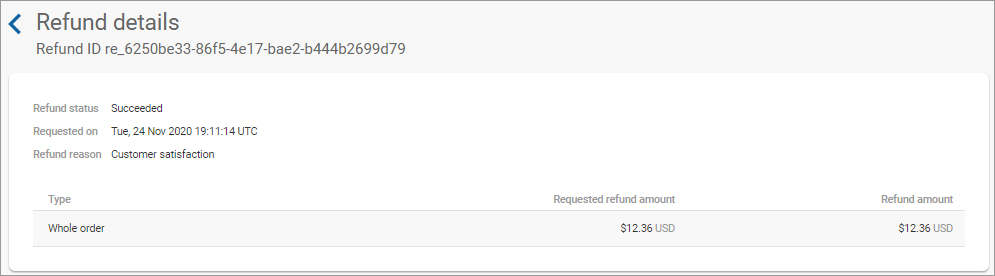 Refund details
Refund ID re_6250be33-86f5-4e17-bae2-b444b2699d79
Refund status Succeeded
Requested on Tue, 24 Nov 2020 19:11:14 UTC
Refund reason Customer satisfaction
Type Requested refund amount Refund amount
Whole order $12.36 USD $12.36 USD